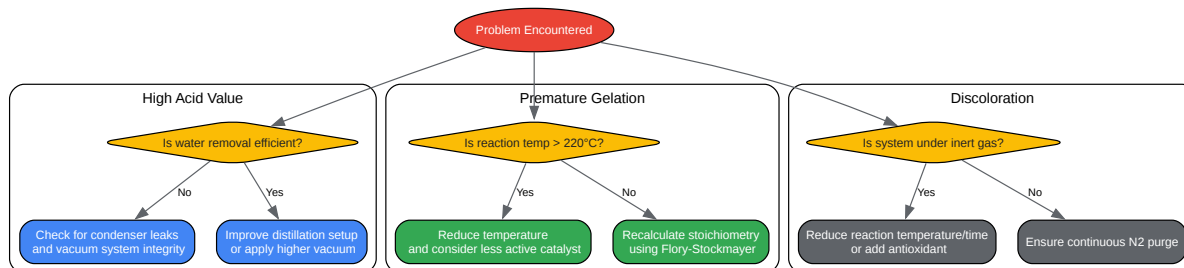 Problem Encountered
High Acid Value
Is water removal efficient?
No
Yes
Check for condenser leaks
and vacuum system integrity
Improve distillation setup
or apply higher vacuum
Premature Gelation
Is reaction temp > 220°C?
Yes
No
Reduce temperature
and consider less active catalyst
Recalculate stoichiometry
using Flory-Stockmayer
Discoloration
Is system under inert gas?
Yes
No
Reduce reaction temperature/time
or add antioxidant
Ensure continuous N2 purge